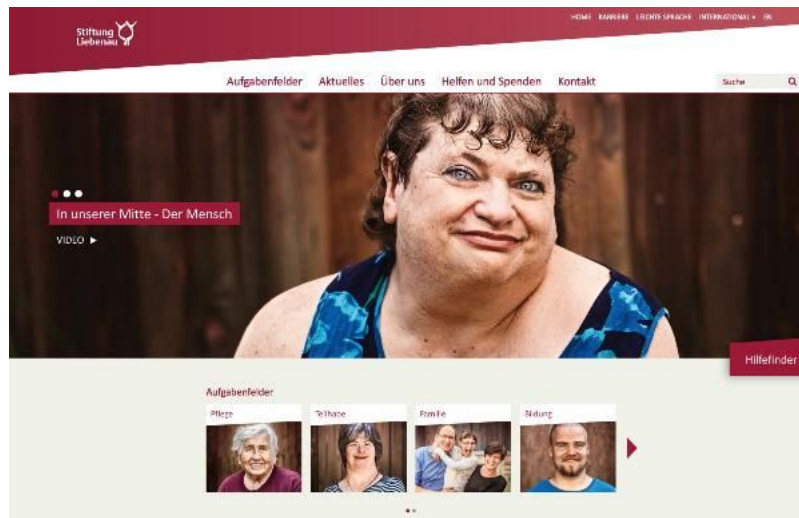 HOME KARRIERE LEICHTE SPRACHE INTERNATIONAL EN
Stiftung
Liebenau
Aufgabenfelder Aktuelles Über uns Helfen und Spenden Kontakt Suche
In unserer Mitte - Der Mensch
VIDEO
Hilfefinder
Aufgabenfelder
Pflege Teilhabe Familie Bildung